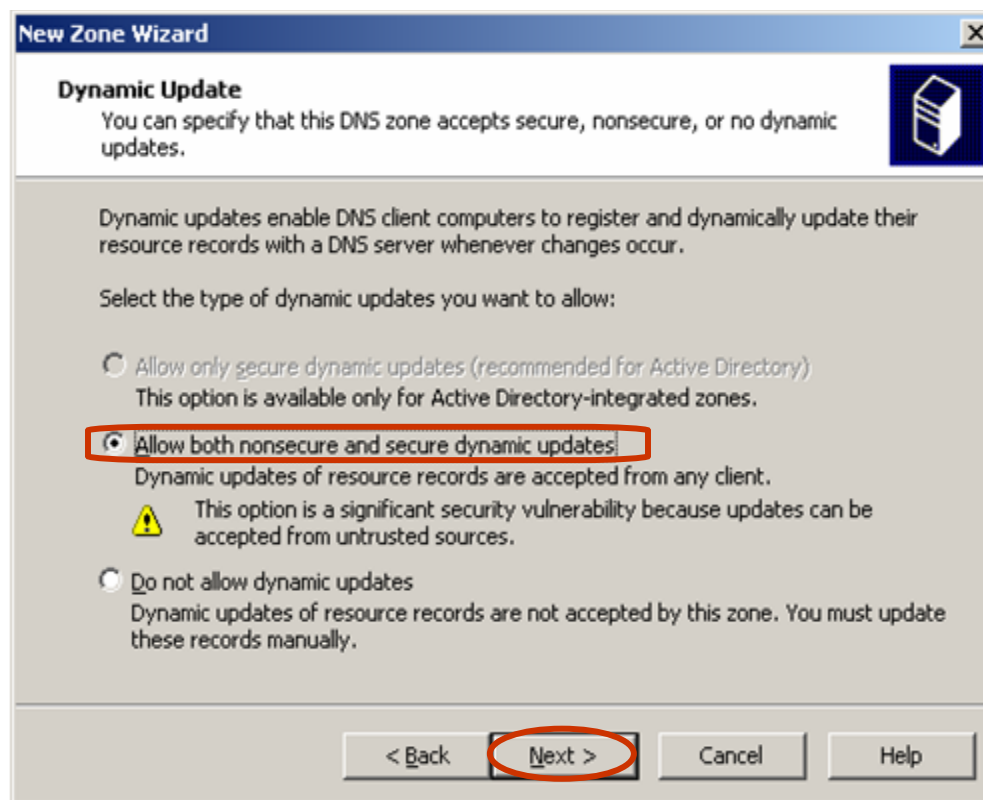 New Zone Wizard
Dynamic Update
You can specify that this DNS zone accepts secure, nonsecure, or no dynamic
updates.
Dynamic updates enable DNS client computers to register and dynamically update their
resource records with a DNS server whenever changes occur.
Select the type of dynamic updates you want to allow:
Allow only secure dynamic updates (recommended for Active Directory)
This option is available only for Active Directory-integrated zones.
Allow both nonsecure and secure dynamic updates
Dynamic updates of resource records are accepted from any client.
This option is a significant security vulnerability because updates can be
accepted from untrusted sources.
Do not allow dynamic updates
Dynamic updates of resource records are not accepted by this zone. You must update
these records manually.
< Back Next > Cancel Help